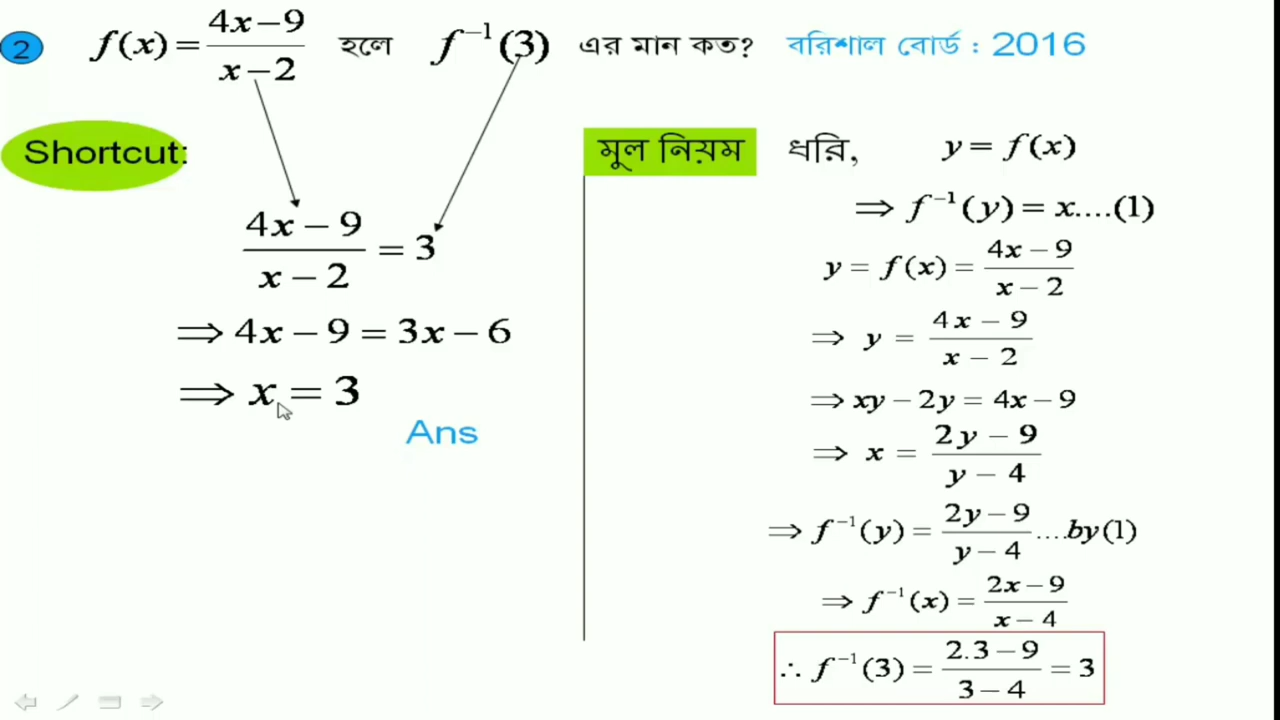 2 f(x) = (4x−9)/(x−2) হলে f⁻¹(3) এর মান কত? বরিশাল বোর্ড : 2016
Shortcut:
(4x−9)/(x−2) = 3
⇒ 4x − 9 = 3x − 6
⇒ x = 3
Ans
মুল নিয়ম ধরি, y = f(x)
⇒ f⁻¹(y) = x....(1)
y = f(x) = (4x−9)/(x−2)
⇒ y = (4x−9)/(x−2)
⇒ xy − 2y = 4x − 9
⇒ x = (2y−9)/(y−4)
⇒ f⁻¹(y) = (2y−9)/(y−4) ....by(1)
⇒ f⁻¹(x) = (2x−9)/(x−4)
∴ f⁻¹(3) = (2.3−9)/(3−4) = 3